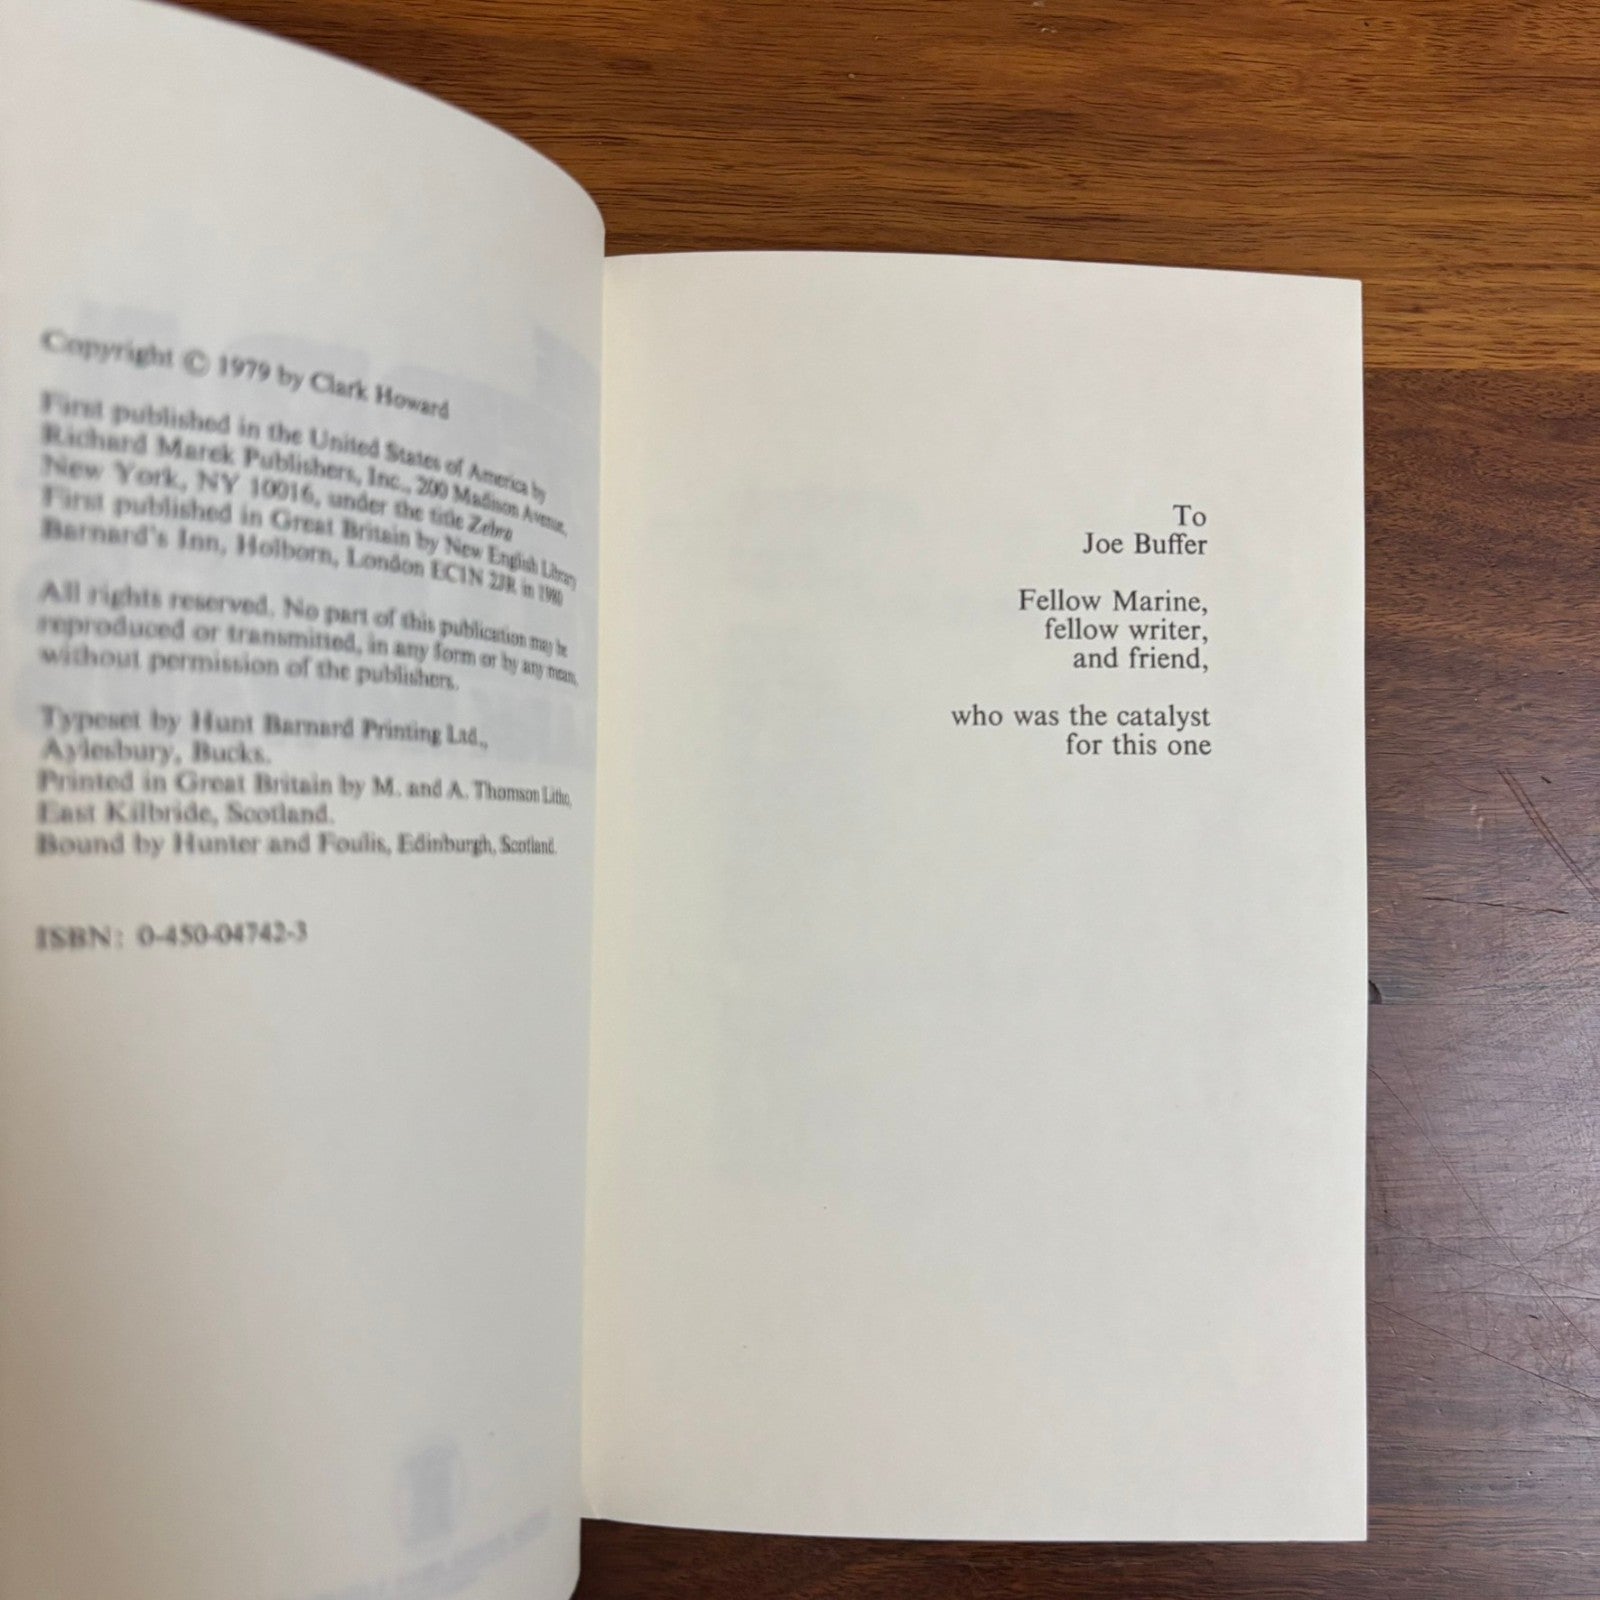 Copyright © 1979 by Clark Howard
First published in the United States of America by
Richard Marek Publishers, Inc., 200 Madison Avenue,
New York, NY 10016, under the title Zebra
First published in Great Britain by New English Library
Barnard's Inn, Holborn, London EC1N 2JR in 1980
All rights reserved. No part of this publication may be
reproduced or transmitted, in any form or by any mean,
without permission of the publishers.
Typeset by Hunt Barnard Printing Ltd.,
Aylesbury, Bucks.
Printed in Great Britain by M. and A. Thomson Litho,
East Kilbride, Scotland.
Bound by Hunter and Foulis, Edinburgh, Scotland.
ISBN: 0-450-04742-3
To
Joe Buffer
Fellow Marine,
fellow writer,
and friend,
who was the catalyst
for this one